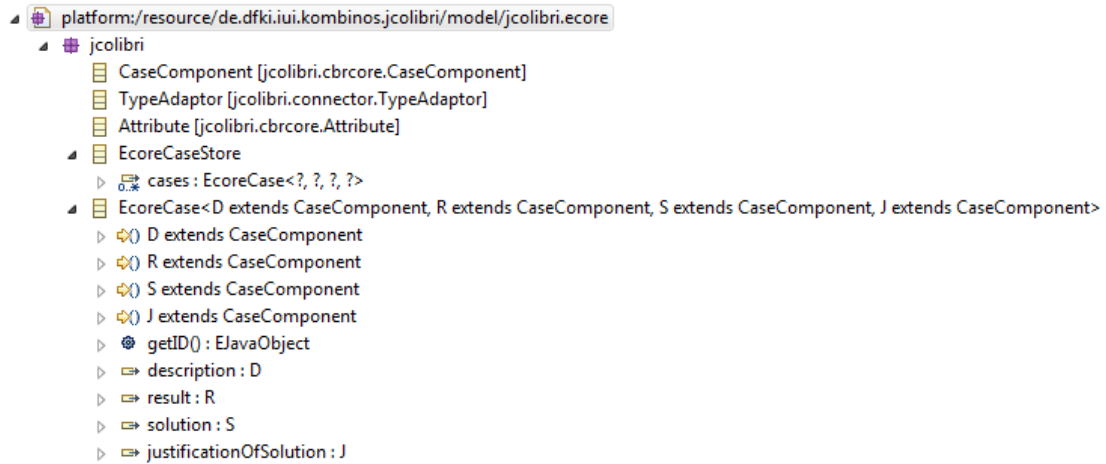 platform:/resource/de.dfki.iui.kombinos.jcolibri/model/jcolibri.ecore
jcolibri
CaseComponent [jcolibri.cbrcore.CaseComponent]
TypeAdaptor [jcolibri.connector.TypeAdaptor]
Attribute [jcolibri.cbrcore.Attribute]
EcoreCaseStore
0..* cases : EcoreCase<?, ?, ?, ?>
EcoreCase<D extends CaseComponent, R extends CaseComponent, S extends CaseComponent, J extends CaseComponent>
() D extends CaseComponent
() R extends CaseComponent
() S extends CaseComponent
() J extends CaseComponent
getID() : EJavaObject
description : D
result : R
solution : S
justificationOfSolution : J